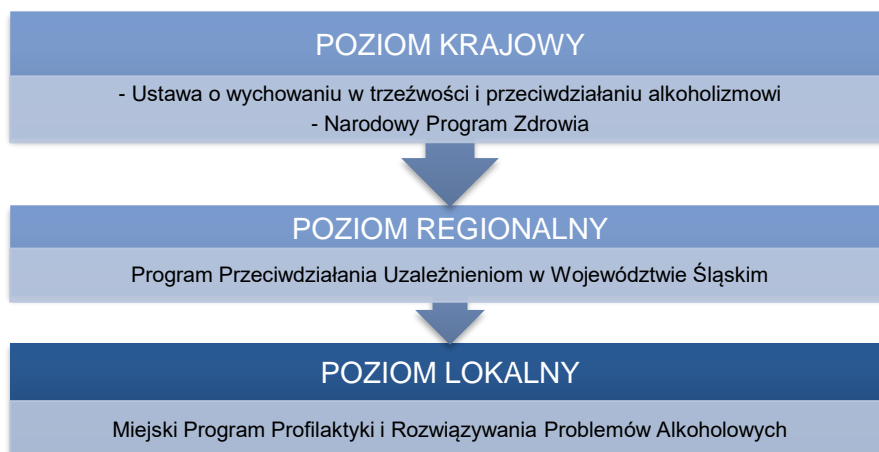 POZIOM KRAJOWY
- Ustawa o wychowaniu w trzeźwości i przeciwdziałaniu alkoholizmowi
- Narodowy Program Zdrowia
POZIOM REGIONALNY
Program Przeciwdziałania Uzależnieniom w Województwie Śląskim
POZIOM LOKALNY
Miejski Program Profilaktyki i Rozwiązywania Problemów Alkoholowych